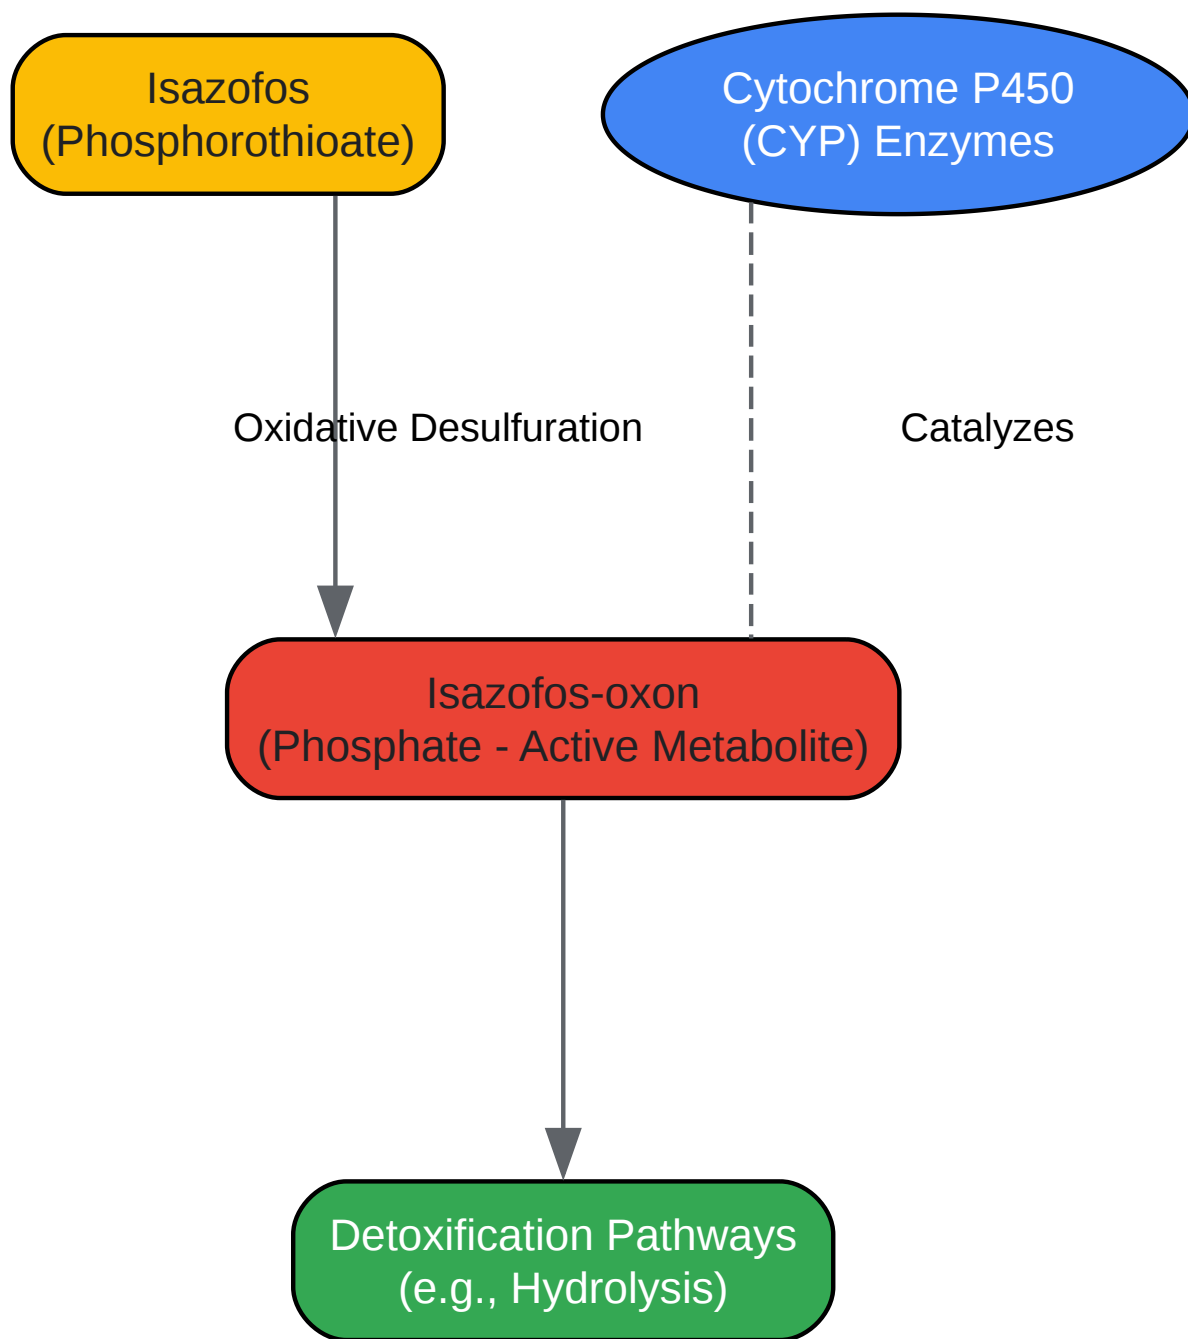 Isazofos
(Phosphorothioate)
Cytochrome P450
(CYP) Enzymes
Oxidative Desulfuration
Catalyzes
Isazofos-oxon
(Phosphate - Active Metabolite)
Detoxification Pathways
(e.g., Hydrolysis)